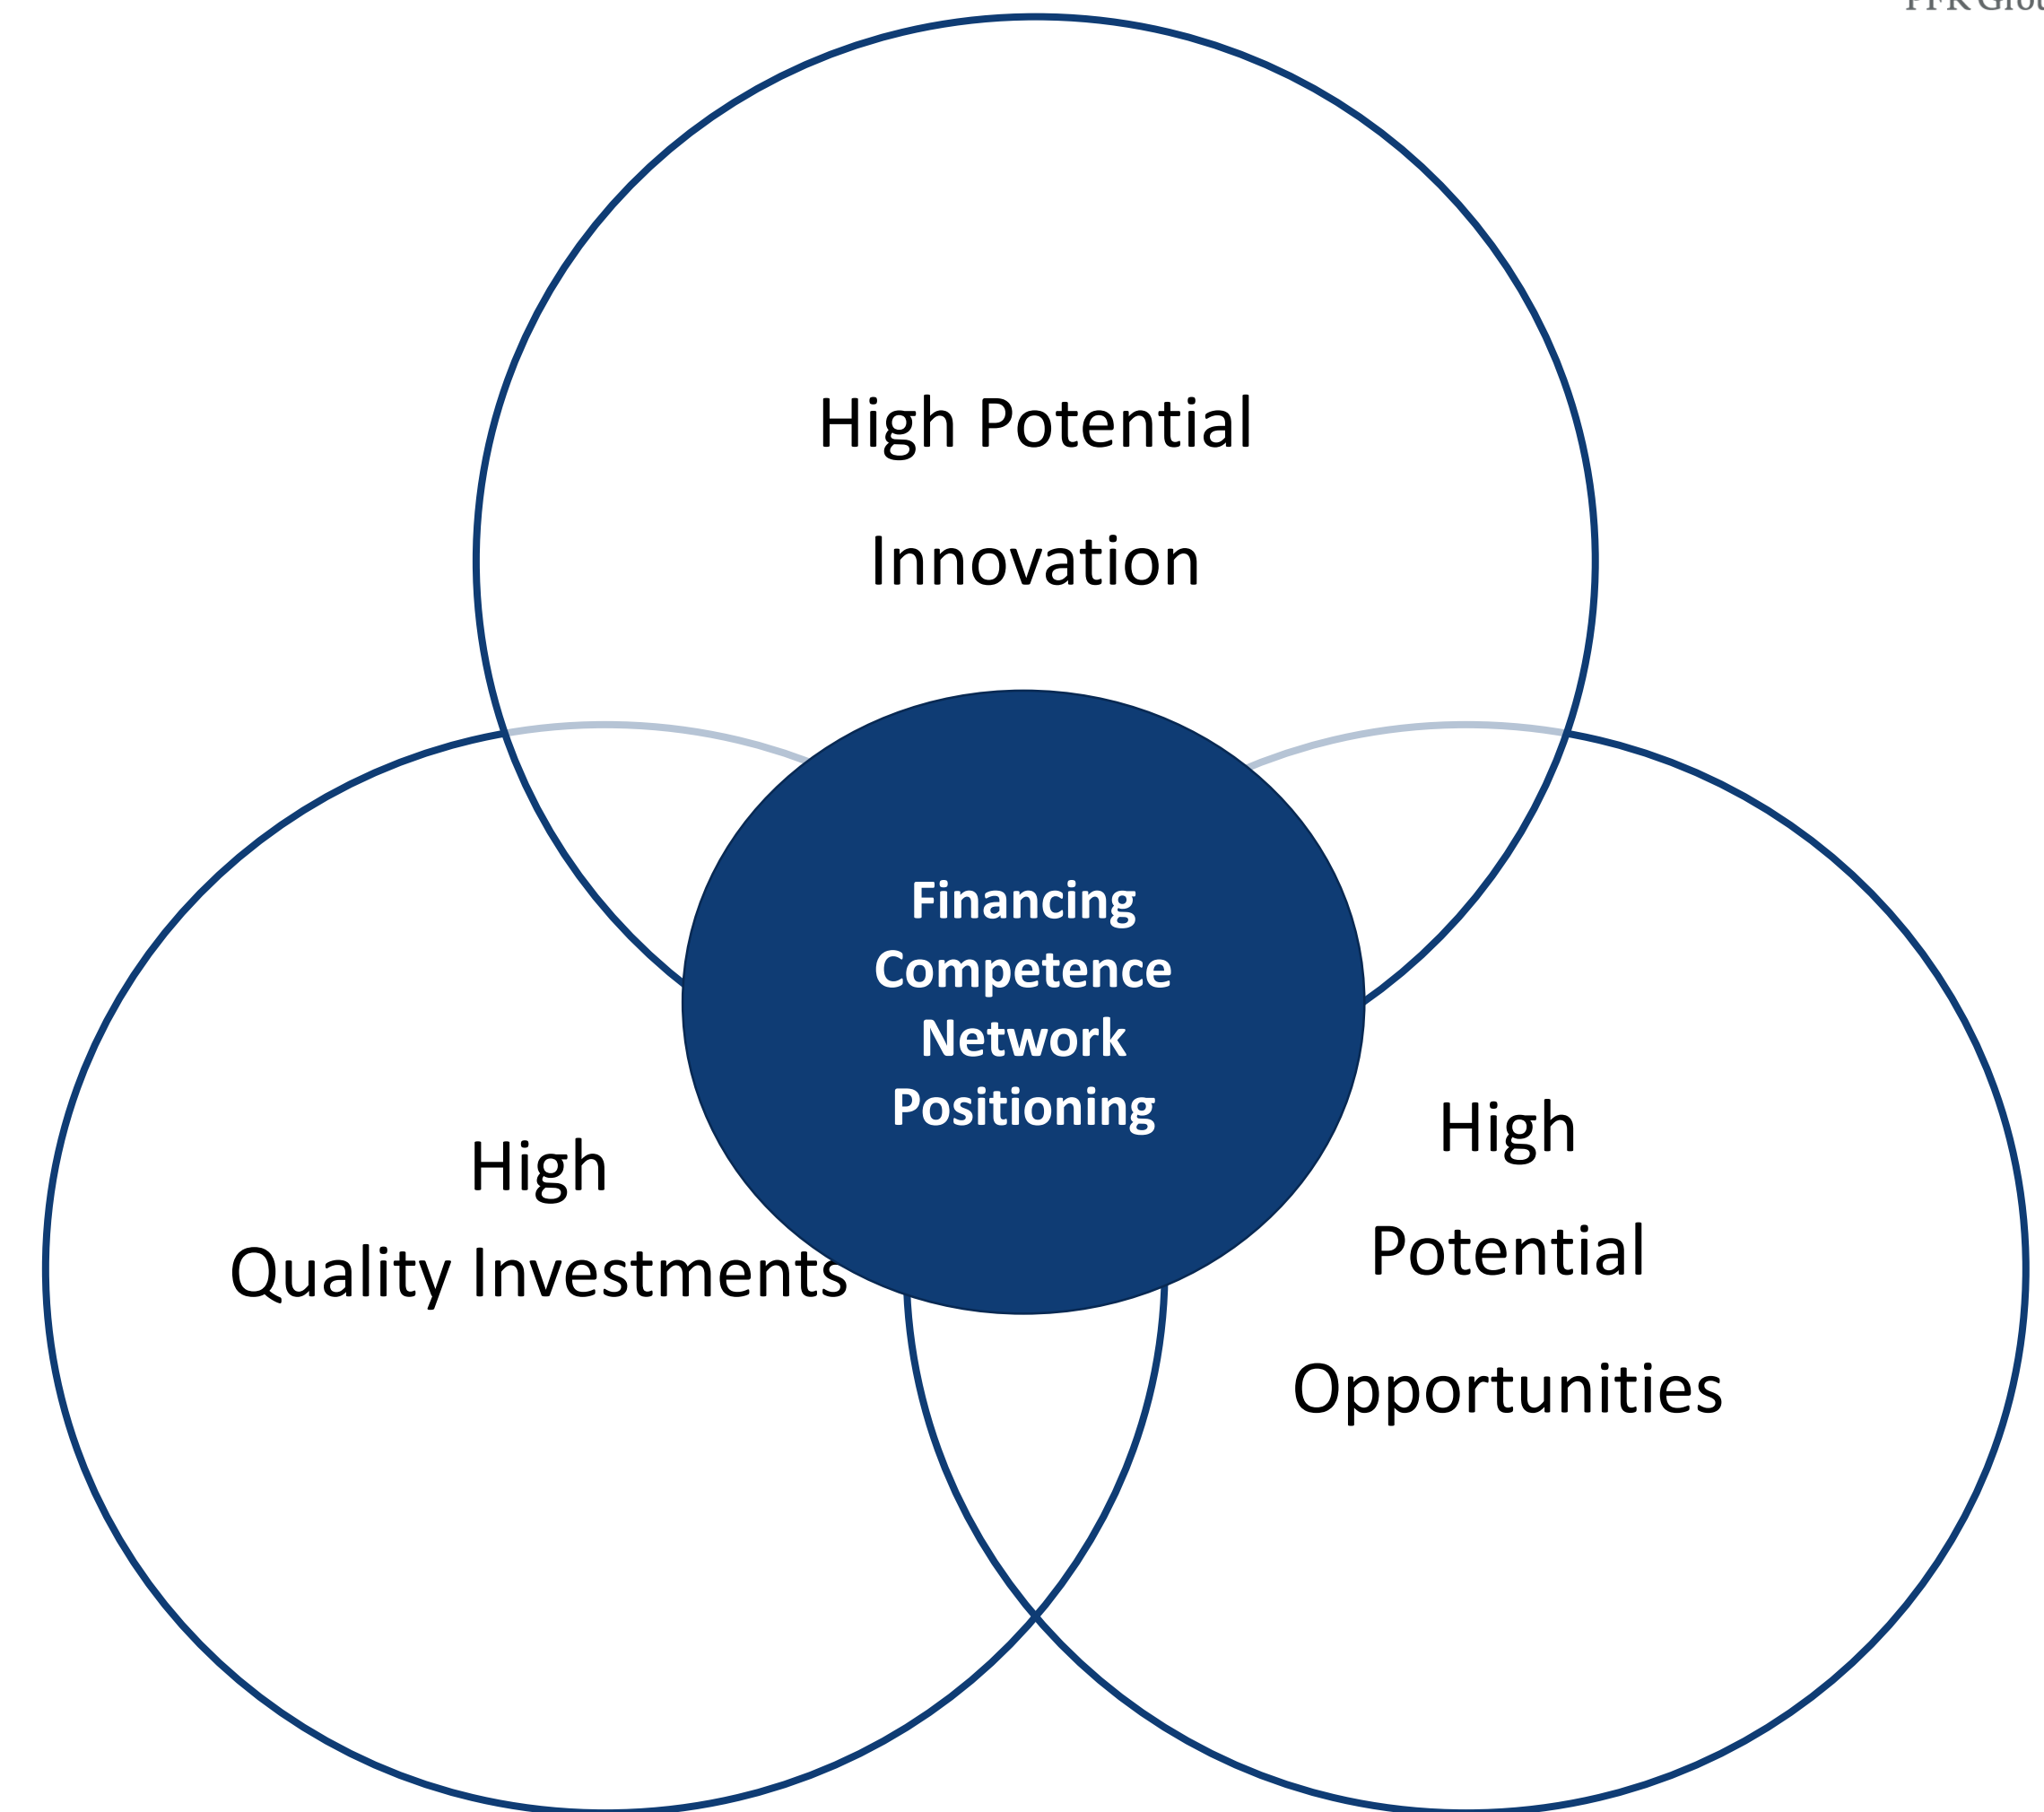 High Potential
Innovation
Financing
Competence
Network
Positioning
High
Quality Investments
High
Potential
Opportunities